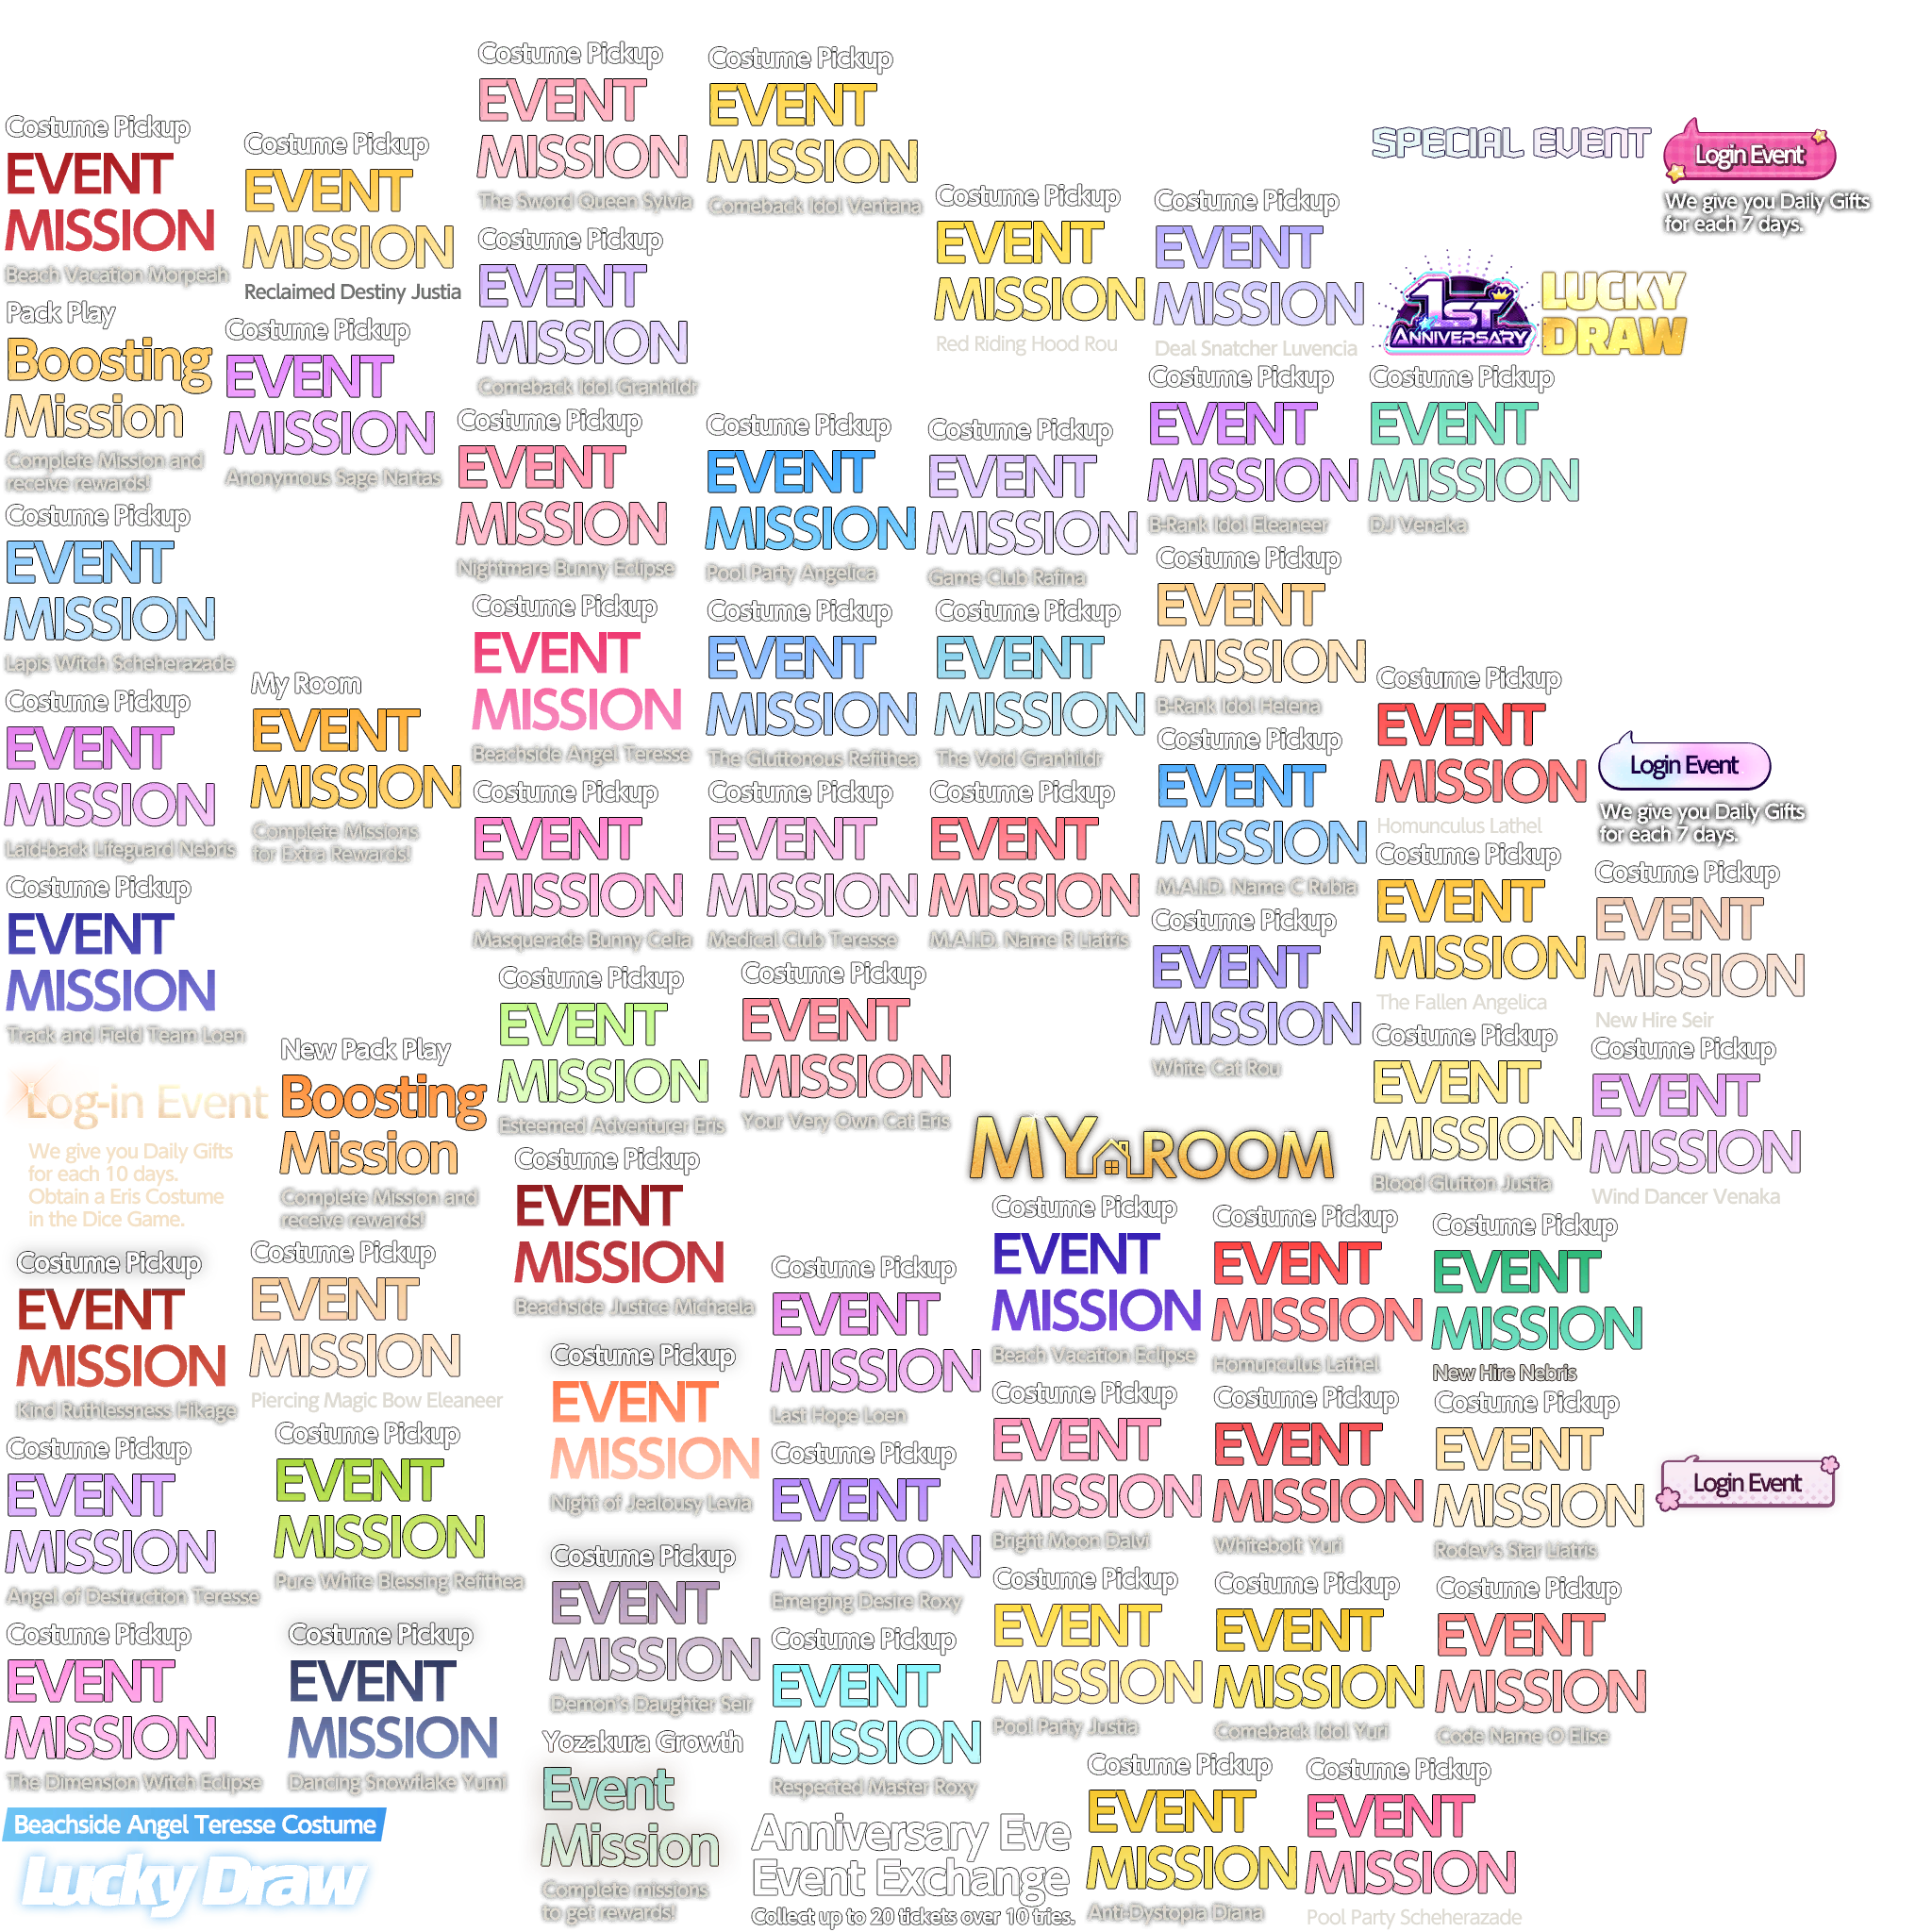 Costume Pickup
EVENT
MISSION
Beach Vacation Morpeah
Pack Play
Boosting
Mission
Complete Mission and
receive rewards!
Costume Pickup
EVENT
MISSION
Lapis Witch Scheherazade
Costume Pickup
EVENT
MISSION
Laid-back Lifeguard Nebris
Costume Pickup
EVENT
MISSION
Track and Field Team Loen
Log-in Event
We give you Daily Gifts
for each 10 days.
Obtain a Eris Costume
in the Dice Game.
Costume Pickup
EVENT
MISSION
Kind Ruthlessness Hikage
Costume Pickup
EVENT
MISSION
Angel of Destruction Teresse
Costume Pickup
EVENT
MISSION
The Dimension Witch Eclipse
Beachside Angel Teresse Costume
Lucky Draw
Costume Pickup
EVENT
MISSION
Reclaimed Destiny Justia
Costume Pickup
EVENT
MISSION
Anonymous Sage Nartas
My Room
EVENT
MISSION
Complete Missions
for Extra Rewards!
New Pack Play
Boosting
Mission
Complete Mission and
receive rewards!
Costume Pickup
EVENT
MISSION
Piercing Magic Bow Eleaneer
Costume Pickup
EVENT
MISSION
Pure White Blessing Refithea
Costume Pickup
EVENT
MISSION
Dancing Snowflake Yumi
Costume Pickup
EVENT
MISSION
The Sword Queen Sylvia
Costume Pickup
EVENT
MISSION
Comeback Idol Granhildr
Costume Pickup
EVENT
MISSION
Nightmare Bunny Eclipse
Costume Pickup
EVENT
MISSION
Beachside Angel Teresse
Costume Pickup
EVENT
MISSION
Masquerade Bunny Celia
Costume Pickup
EVENT
MISSION
Esteemed Adventurer Eris
Costume Pickup
EVENT
MISSION
Beachside Justice Michaela
Costume Pickup
EVENT
MISSION
Night of Jealousy Levia
Costume Pickup
EVENT
MISSION
Demon's Daughter Seir
Yozakura Growth
Event
Mission
Complete missions
to get rewards!
Costume Pickup
EVENT
MISSION
Comeback Idol Ventana
Costume Pickup
EVENT
MISSION
Pool Party Angelica
Costume Pickup
EVENT
MISSION
The Gluttonous Refithea
Costume Pickup
EVENT
MISSION
Medical Club Teresse
Costume Pickup
EVENT
MISSION
Your Very Own Cat Eris
Costume Pickup
EVENT
MISSION
Last Hope Loen
Costume Pickup
EVENT
MISSION
Emerging Desire Roxy
Costume Pickup
EVENT
MISSION
Respected Master Roxy
Anniversary Eve
Event Exchange
Collect up to 20 tickets over 10 tries.
Costume Pickup
EVENT
MISSION
Red Riding Hood Rou
Costume Pickup
EVENT
MISSION
Game Club Rafina
Costume Pickup
EVENT
MISSION
The Void Granhildr
Costume Pickup
EVENT
MISSION
M.A.I.D. Name R Liatris
MY ROOM
Costume Pickup
EVENT
MISSION
Beach Vacation Eclipse
Costume Pickup
EVENT
MISSION
Bright Moon Dalvi
Costume Pickup
EVENT
MISSION
Pool Party Justia
Costume Pickup
EVENT
MISSION
Anti-Dystopia Diana
Costume Pickup
EVENT
MISSION
Deal Snatcher Luvencia
Costume Pickup
EVENT
MISSION
B-Rank Idol Eleaneer
Costume Pickup
EVENT
MISSION
B-Rank Idol Helena
Costume Pickup
EVENT
MISSION
M.A.I.D. Name C Rubia
Costume Pickup
EVENT
MISSION
White Cat Rou
Costume Pickup
EVENT
MISSION
Homunculus Lathel
Costume Pickup
EVENT
MISSION
Whitebolt Yuri
Costume Pickup
EVENT
MISSION
Comeback Idol Yuri
Costume Pickup
EVENT
MISSION
Pool Party Scheherazade
SPECIAL EVENT
1ST
ANNIVERSARY
LUCKY
DRAW
Costume Pickup
EVENT
MISSION
DJ Venaka
Costume Pickup
EVENT
MISSION
Homunculus Lathel
Costume Pickup
EVENT
MISSION
The Fallen Angelica
Costume Pickup
EVENT
MISSION
Blood Glutton Justia
Costume Pickup
EVENT
MISSION
New Hire Nebris
Costume Pickup
EVENT
MISSION
Rodev's Star Liatris
Costume Pickup
EVENT
MISSION
Code Name O Elise
Login Event
We give you Daily Gifts
for each 7 days.
Login Event
We give you Daily Gifts
for each 7 days.
Costume Pickup
EVENT
MISSION
New Hire Seir
Costume Pickup
EVENT
MISSION
Wind Dancer Venaka
Login Event